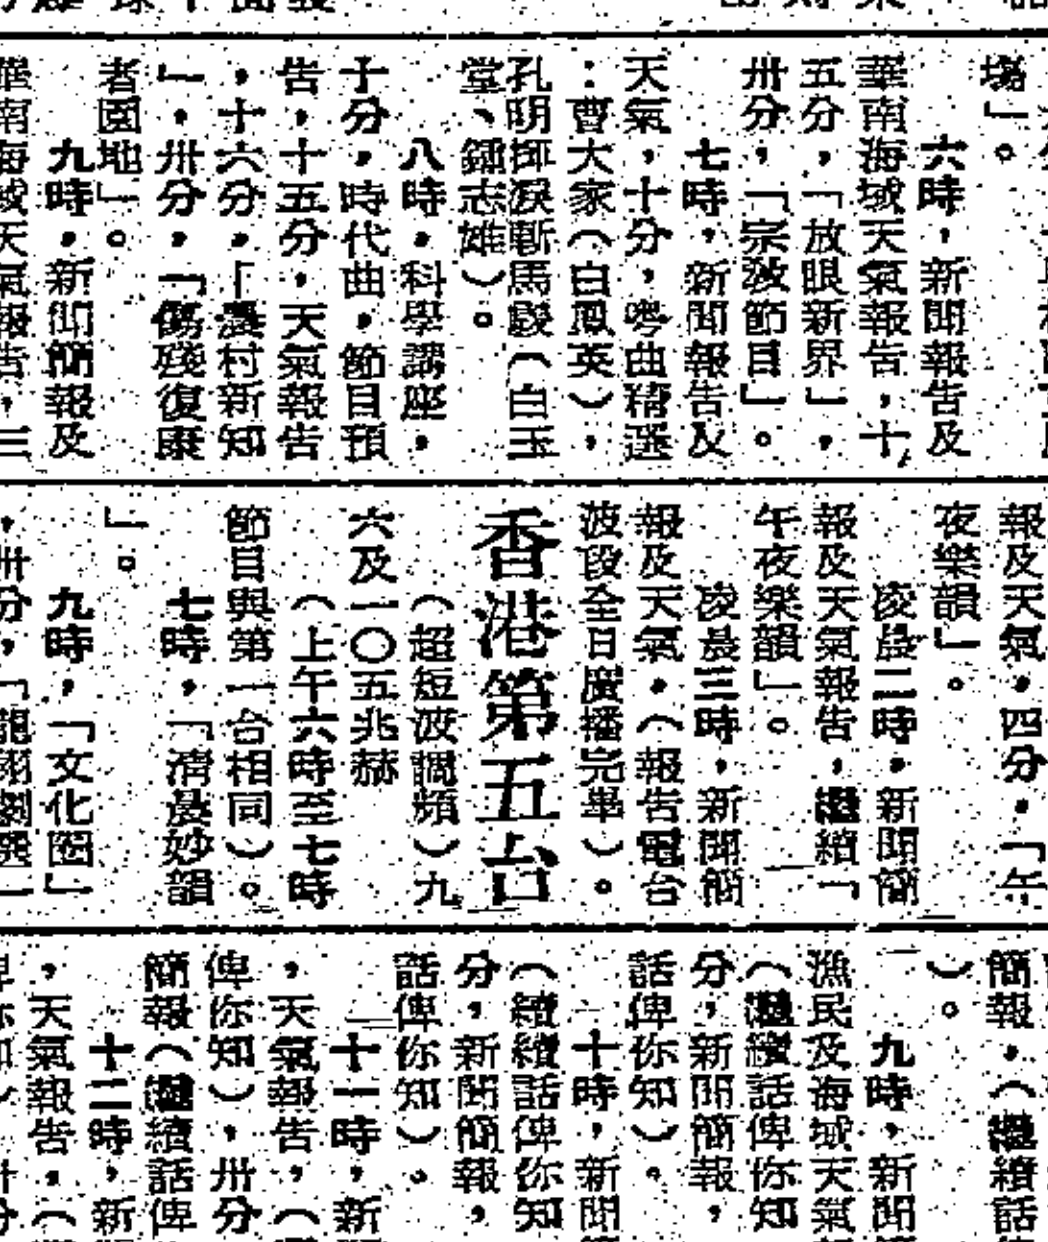 場」。
六時，新聞報告及
華南海域天氣報告，十
五分，「放眼新界」，
卅分，「宗教節目」。
七時，新聞報告及
天氣，十分，粵曲精選
：曹大家（白鳳英），
孔明揮淚斬馬謖（白玉
堂、鍾志雄）。
八時，科學講座，
十分，時代曲，節目預
告，十五分，天氣報告
，十六分，「農村新知
」，卅分，「傷殘復康
者園地」。
九時，新聞簡報及
華南海域天氣報告，三
報及天氣，四分，「午
夜樂韻」。
凌晨二時，新聞簡
報及天氣報告，繼續「
午夜樂韻」。
凌晨三時，新聞簡
報及天氣，（報告電台
波段全日廣播完畢）。
香港第五台
（超短波調頻）九
六及一〇五兆赫
（上午六時至七時
節目與第一台相同）。
七時，「清晨妙韻
」。
九時，「文化圈」
，卅分，「龍翔劇選」
簡報，（繼續話
）。
九時，新聞
漁民及海域天氣
（繼續話俾你知
分，新聞簡報，
話俾你知）。
十時，新聞
（繼續話俾你知
分，新聞簡報，
話俾你知）。
十一時，新
，天氣報告，（
俾你知），卅分
簡報（繼續話俾
十二時，新
，天氣報告，（